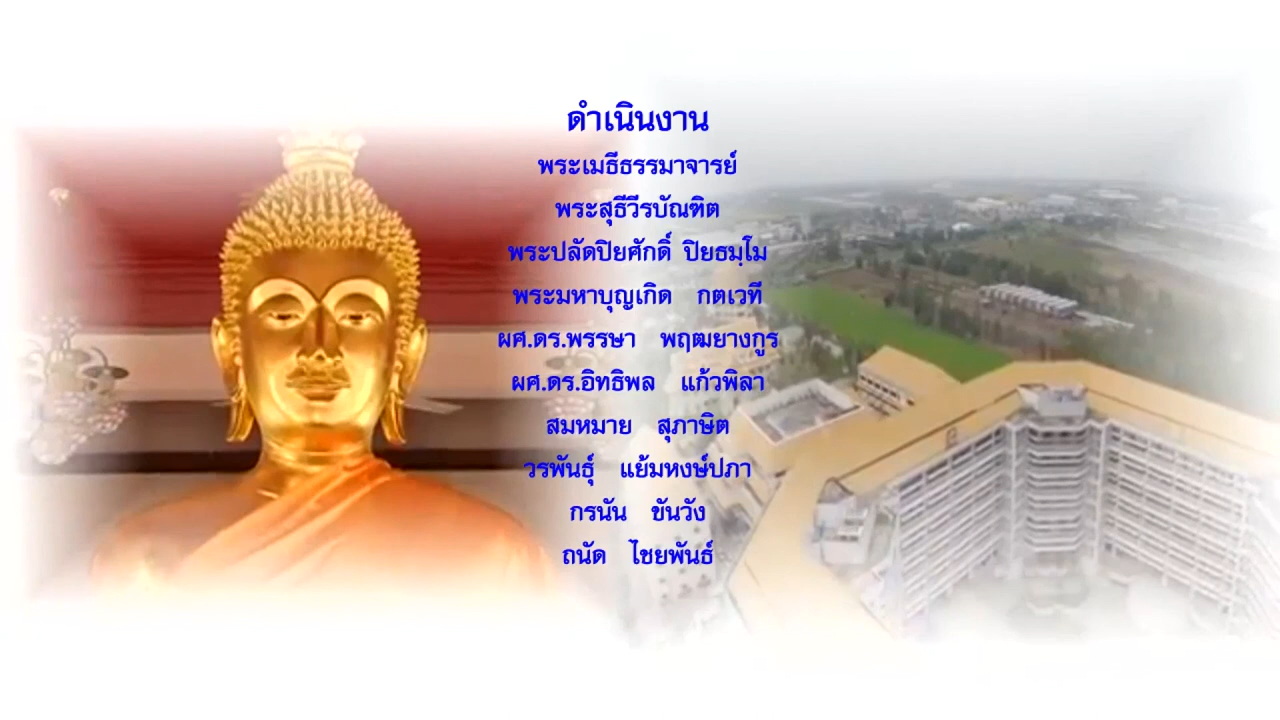 ดำเนินงาน
พระเมธีธรรมาจารย์
พระสุธีวีรบัณฑิต
พระปลัดปิยศักดิ์ ปิยธมฺโม
พระมหาบุญเกิด กตเวที
ผศ.ดร.พรรษา พฤฒยางกูร
ผศ.ดร.อิทธิพล แก้วพิลา
สมหมาย สุภาษิต
วรพันธุ์ แย้มหงษ์ปภา
กรนัน ขันวัง
ถนัด ไชยพันธ์